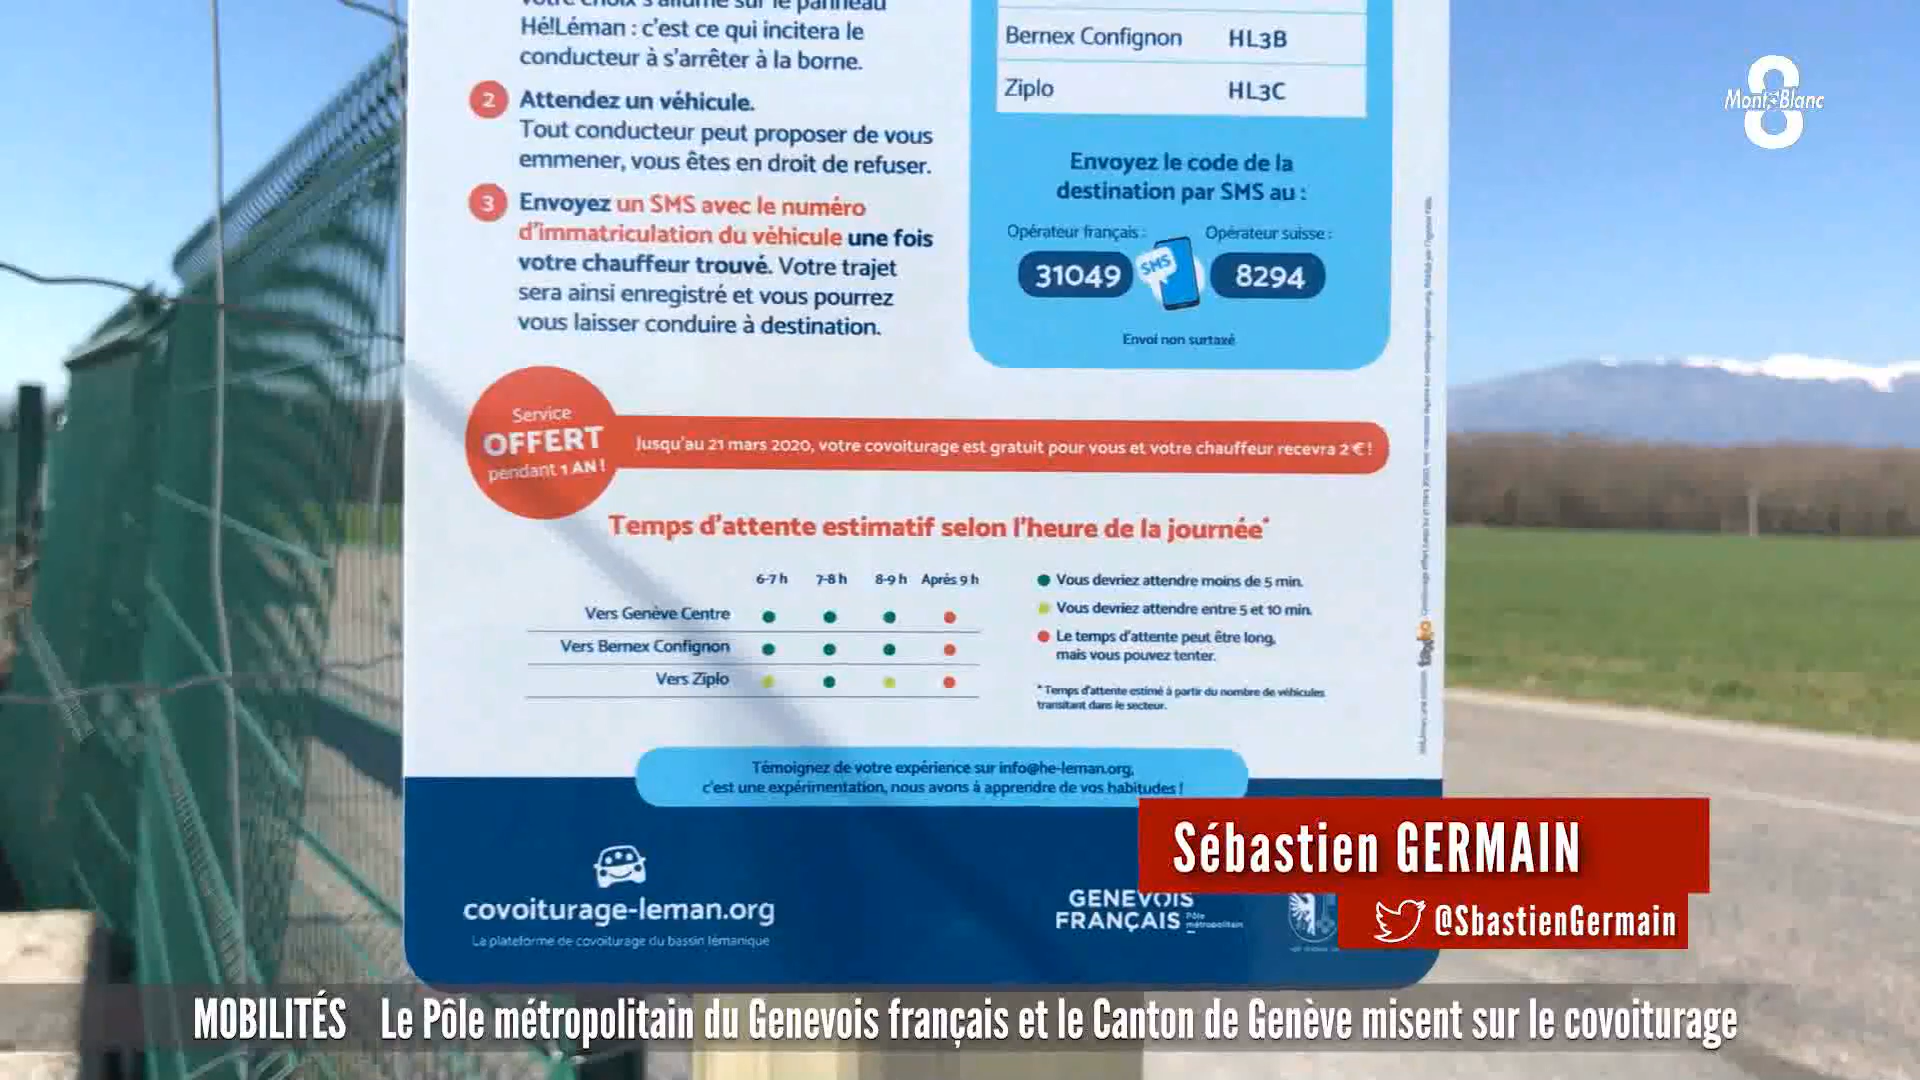 votre choix s'allume sur le panneau
Hé!Léman : c'est ce qui incitera le
conducteur à s'arrêter à la borne.
2 Attendez un véhicule.
Tout conducteur peut proposer de vous
emmener, vous êtes en droit de refuser.
3 Envoyez un SMS avec le numéro
d'immatriculation du véhicule une fois
votre chauffeur trouvé. Votre trajet
sera ainsi enregistré et vous pourrez
vous laisser conduire à destination.
Bernex Confignon HL3B
Ziplo HL3C
Envoyez le code de la
destination par SMS au :
Opérateur français : Opérateur suisse :
31049 SMS 8294
Envoi non surtaxé
Service
OFFERT
pendant 1 AN !
Jusqu'au 21 mars 2020, votre covoiturage est gratuit pour vous et votre chauffeur recevra 2 € !
Temps d'attente estimatif selon l'heure de la journée*
6-7 h 7-8 h 8-9 h Après 9 h
Vers Genève Centre
Vers Bernex Confignon
Vers Ziplo
Vous devriez attendre moins de 5 min.
Vous devriez attendre entre 5 et 10 min.
Le temps d'attente peut être long,
mais vous pouvez tenter.
* Temps d'attente estimé à partir du nombre de véhicules
transitant dans le secteur.
Témoignez de votre expérience sur info@he-leman.org,
c'est une expérimentation, nous avons à apprendre de vos habitudes !
covoiturage-leman.org
La plateforme de covoiturage du bassin lémanique
GENEVOIS
FRANÇAIS Pôle
métropolitain
8
Mont-Blanc
Sébastien GERMAIN
@SbastienGermain
MOBILITÉS Le Pôle métropolitain du Genevois français et le Canton de Genève misent sur le covoiturage